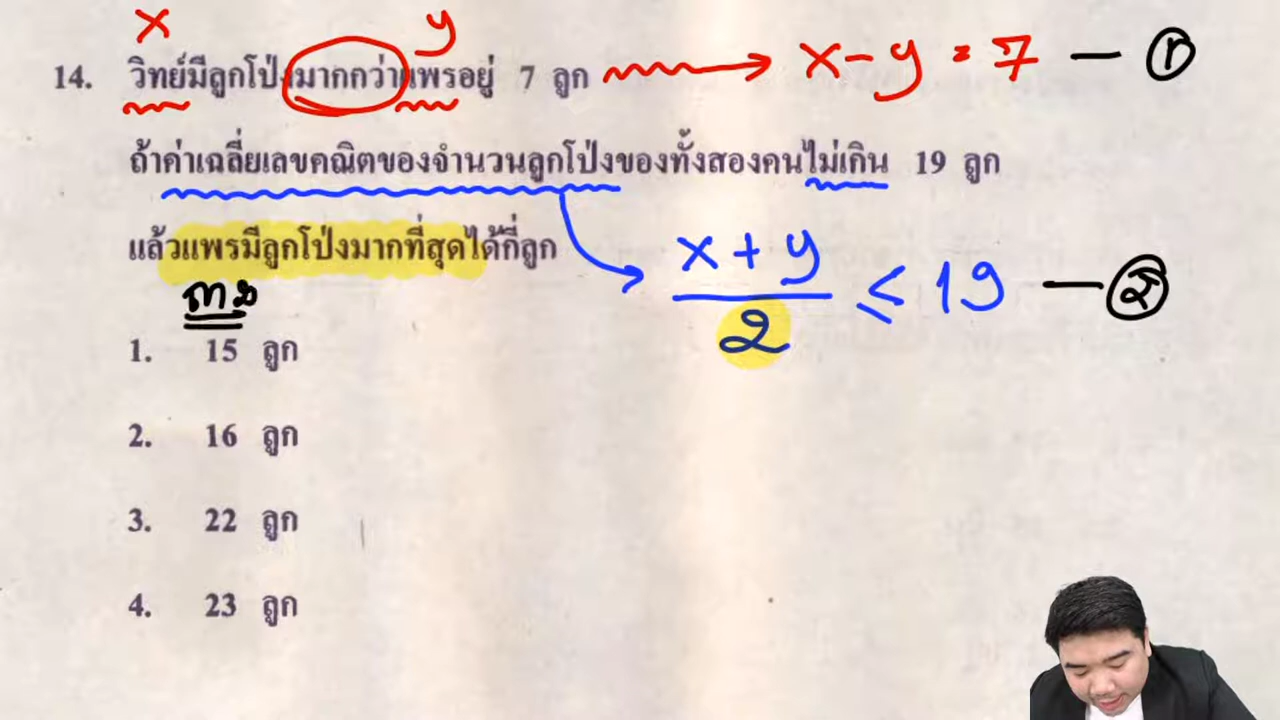 x y
14. วิทย์มีลูกโป่งมากกว่าแพรอยู่ 7 ลูก x - y = 7 — ①
ถ้าค่าเฉลี่ยเลขคณิตของจำนวนลูกโป่งของทั้งสองคนไม่เกิน 19 ลูก
แล้วแพรมีลูกโป่งมากที่สุดได้กี่ลูก
x + y
2
≤ 19 — ②
1. 15 ลูก
2. 16 ลูก
3. 22 ลูก
4. 23 ลูก